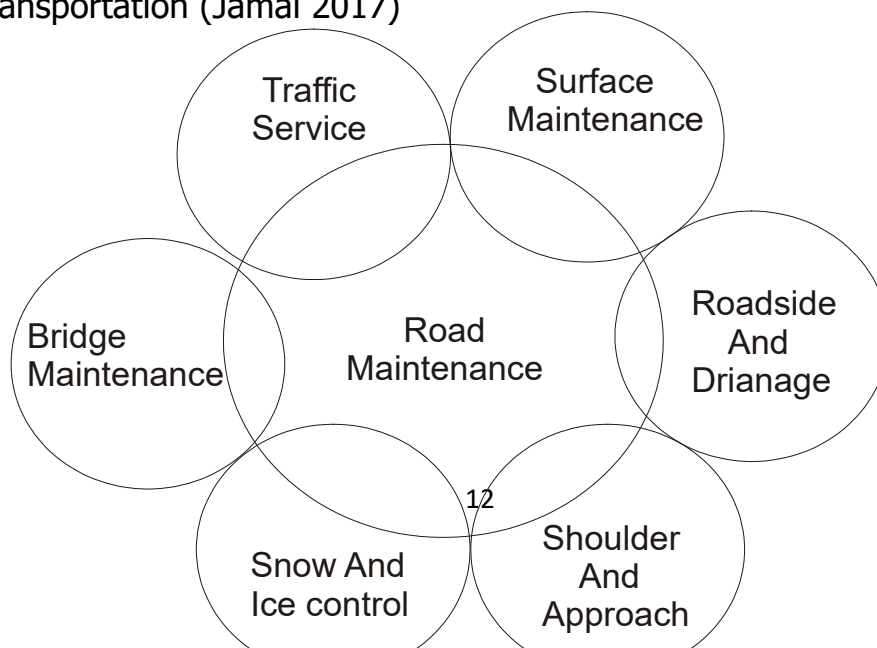 ansportation (Jamal 2017)
Traffic
Service
Surface
Maintenance
Bridge
Maintenance
Road
Maintenance
Roadside
And
Drianage
12
Snow And
Ice control
Shoulder
And
Approach